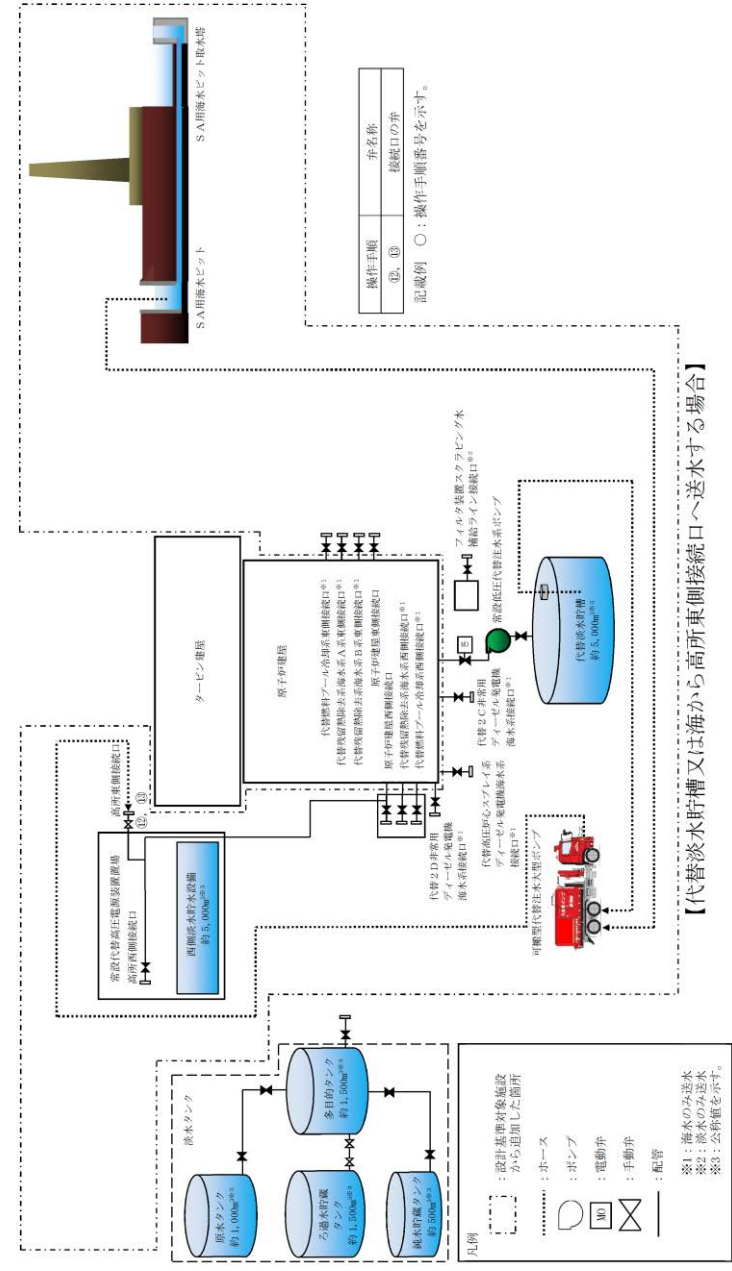 SA用海水ピット取水塔
SA用海水ピット
操作手順
弁名称
⑫, ⑬
接続口の弁
記載例 ○：操作手順番号を示す。
タービン建屋
原子炉建屋
代替燃料プール冷却系東側接続口※1
代替残留熱除去系海水系A系東側接続口※1
代替残留熱除去系海水系B系東側接続口※1
原子炉建屋東側接続口
原子炉建屋西側接続口
代替残留熱除去系海水系西側接続口※1
代替燃料プール冷却系西側接続口※1
フィルタ装置スクラビング水
補給ライン接続口※2
常設低圧代替注水系ポンプ
代替淡水貯槽
約5,000m³※3
代替2C非常用
ディーゼル発電機
海水系接続口※1
代替高圧炉心スプレイ系
ディーゼル発電機海水系
接続口※1
代替2D非常用
ディーゼル発電機
海水系接続口※1
高所東側接続口
⑫, ⑬
常設代替高圧電源装置置場
高所西側接続口
西側淡水貯水設備
約5,000m³※3
可搬型代替注水大型ポンプ
淡水タンク
原水タンク
約1,000m³※3
多目的タンク
約1,500m³※3
ろ過水貯蔵
タンク
約1,500m³※3
純水貯蔵タンク
約500m³※3
凡例
：設計基準対象施設
から追加した箇所
：ホース
：ポンプ
MO
：電動弁
：手動弁
：配管
※1：海水のみ送水
※2：淡水のみ送水
※3：公称値を示す。
【代替淡水貯槽又は海から高所東側接続口へ送水する場合】